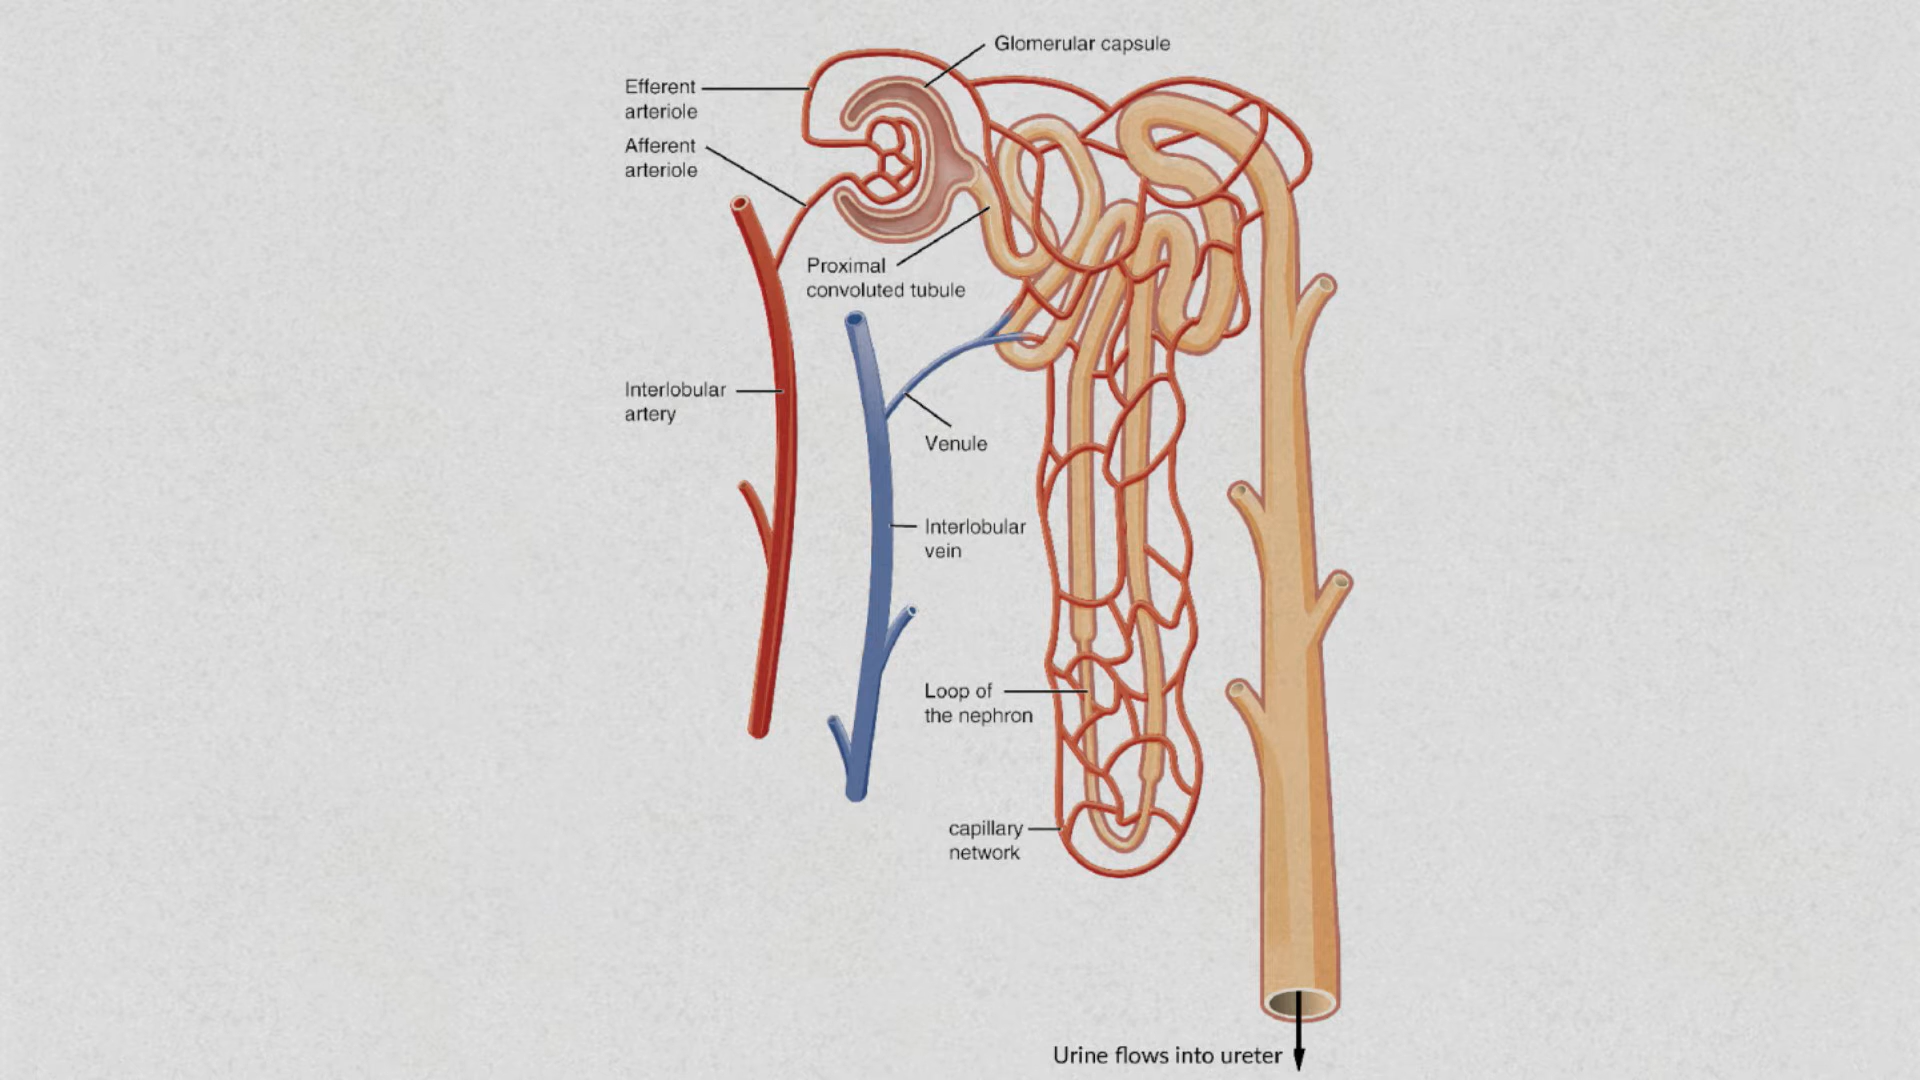 Glomerular capsule
Efferent
arteriole
Afferent
arteriole
Proximal
convoluted tubule
Interlobular
artery
Venule
Interlobular
vein
Loop of
the nephron
capillary
network
Urine flows into ureter